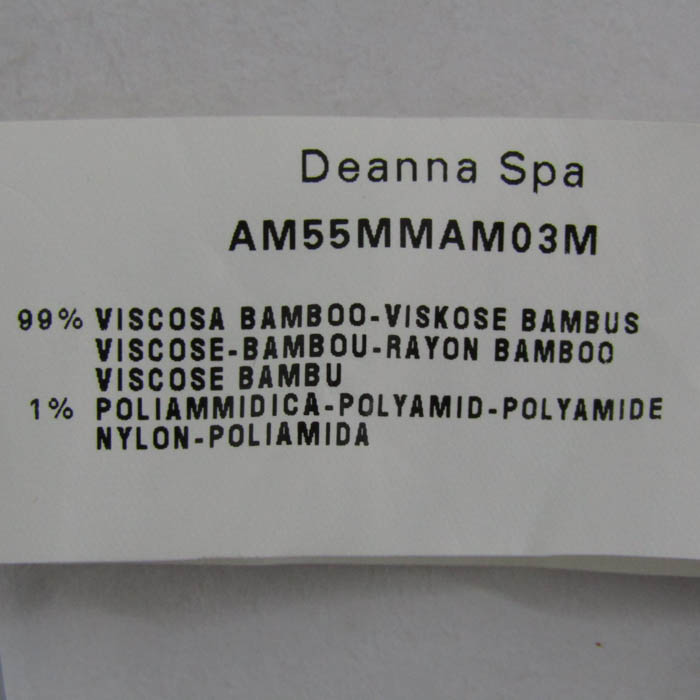 Deanna Spa
AM55MMAM03M
99% VISCOSA BAMBOO-VISKOSE BAMBUS
VISCOSE-BAMBOU-RAYON BAMBOO
VISCOSE BAMBU
1% POLIAMMIDICA-POLYAMID-POLYAMIDE
NYLON-POLIAMIDA